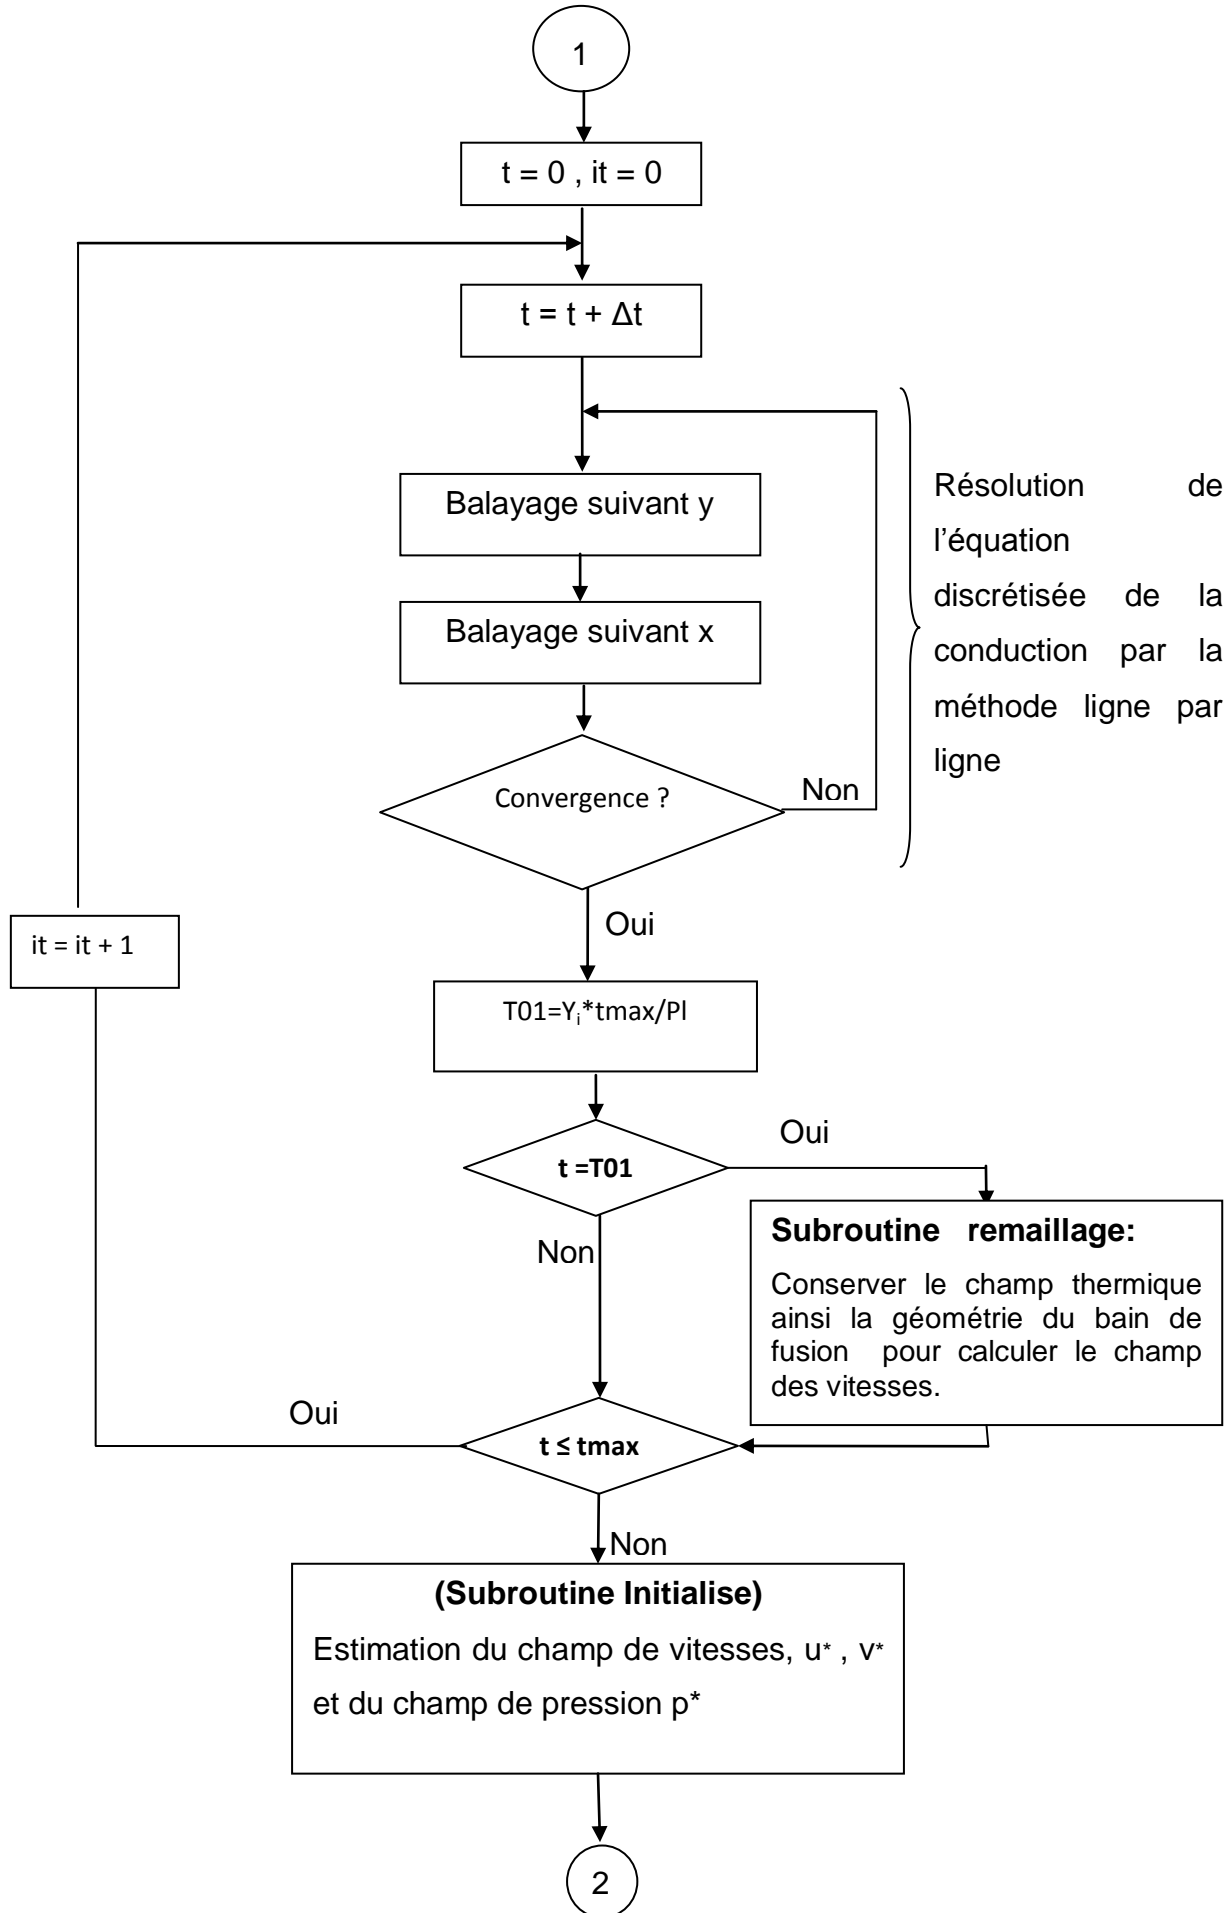 1
t = 0 , it = 0
t = t + Δt
Balayage suivant y
Balayage suivant x
Résolution de
l’équation
discrétisée de la
conduction par la
méthode ligne par
ligne
Convergence ?
Non
Oui
it = it + 1
T01=Yi*tmax/Pl
Oui
t =T01
Non
Subroutine remaillage:
Conserver le champ thermique
ainsi la géométrie du bain de
fusion pour calculer le champ
des vitesses.
Oui
t ≤ tmax
Non
(Subroutine Initialise)
Estimation du champ de vitesses, u* , v*
et du champ de pression p*
2